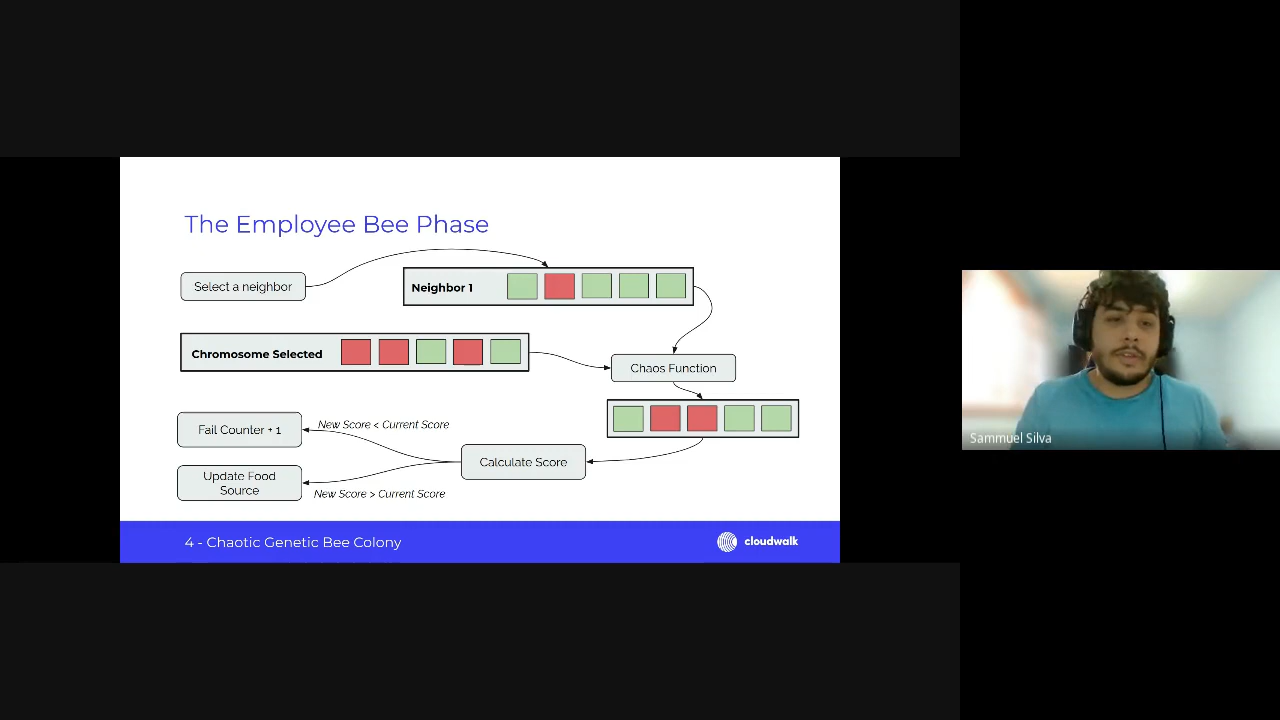 The Employee Bee Phase
Select a neighbor
Neighbor 1
Chromosome Selected
Chaos Function
Fail Counter + 1
New Score < Current Score
Calculate Score
Update Food
Source
New Score > Current Score
4 - Chaotic Genetic Bee Colony
cloudwalk
Sammuel Silva